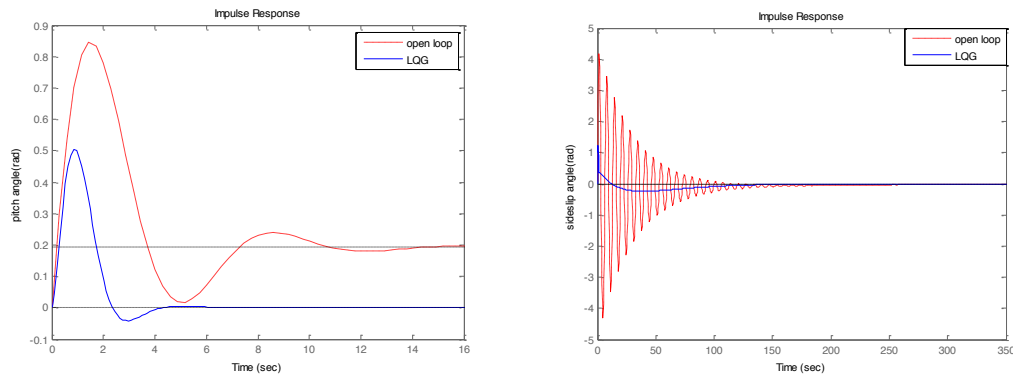 Impulse Response
0.9
0.8
0.7
0.6
0.5
0.4
0.3
0.2
0.1
0
-0.1
pitch angle(rad)
open loop
LQG
0 2 4 6 8 10 12 14 16
Time (sec)
Impulse Response
5
4
3
2
1
0
-1
-2
-3
-4
-5
sideslip angle(rad)
open loop
LQG
0 50 100 150 200 250 300 350
Time (sec)